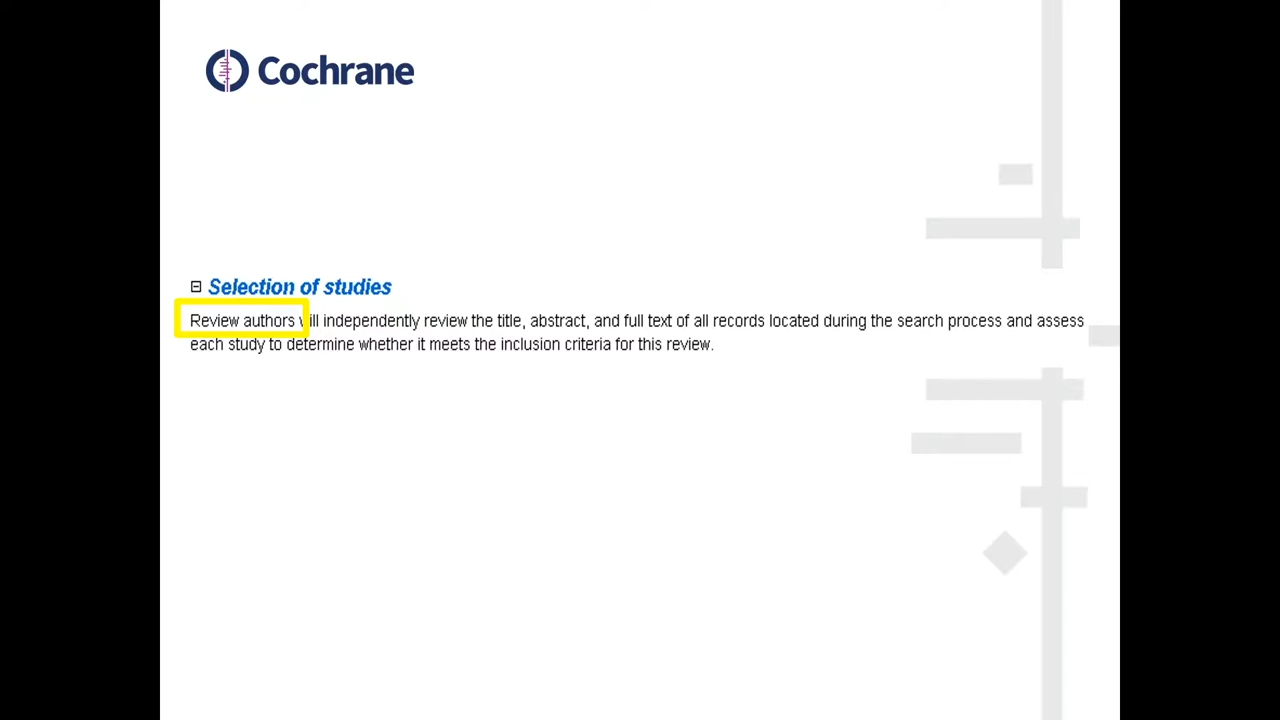 Cochrane
Selection of studies
Review authors will independently review the title, abstract, and full text of all records located during the search process and assess
each study to determine whether it meets the inclusion criteria for this review.